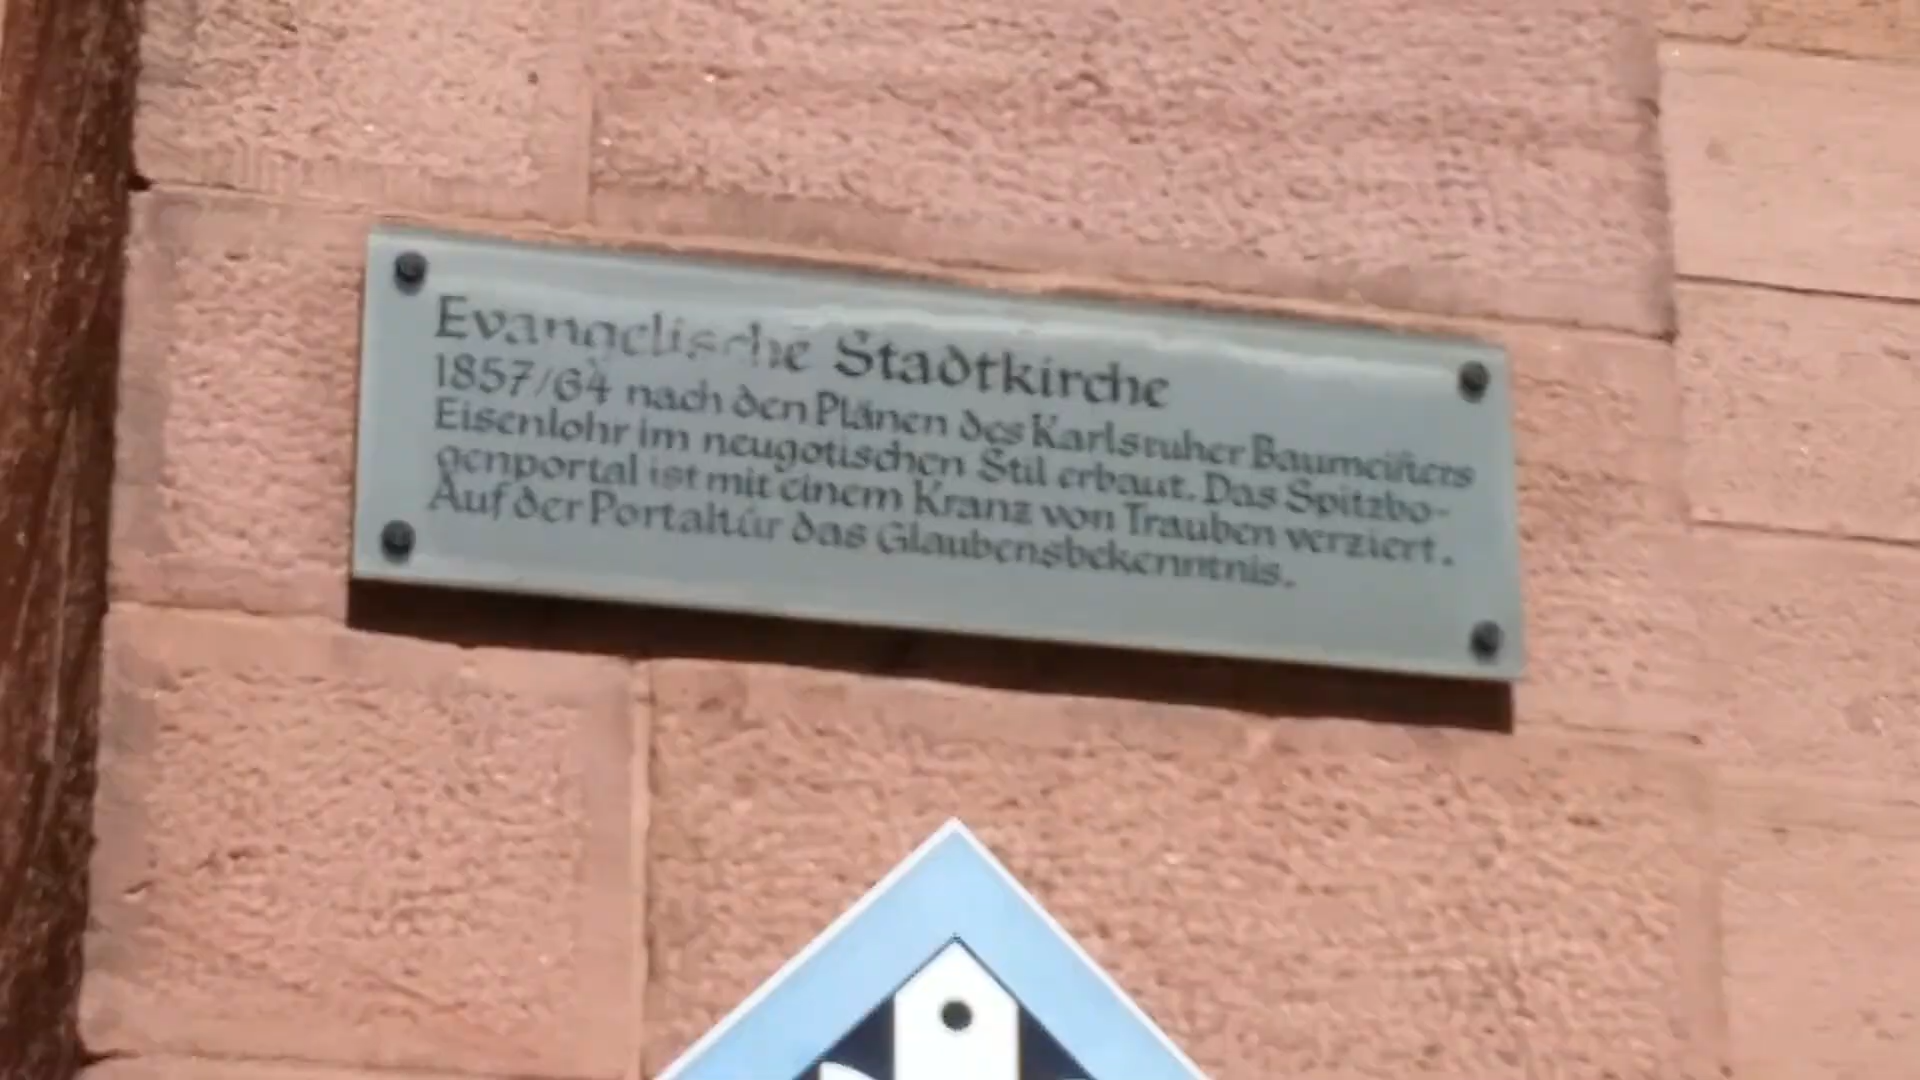 Evangelische Stadtkirche
1857/64 nach den Plänen des Karlsruher Baumeisters
Eisenlohr im neugotischen Stil erbaut. Das Spitzbo-
genportal ist mit einem Kranz von Trauben verziert.
Auf der Portaltür das Glaubensbekenntnis.